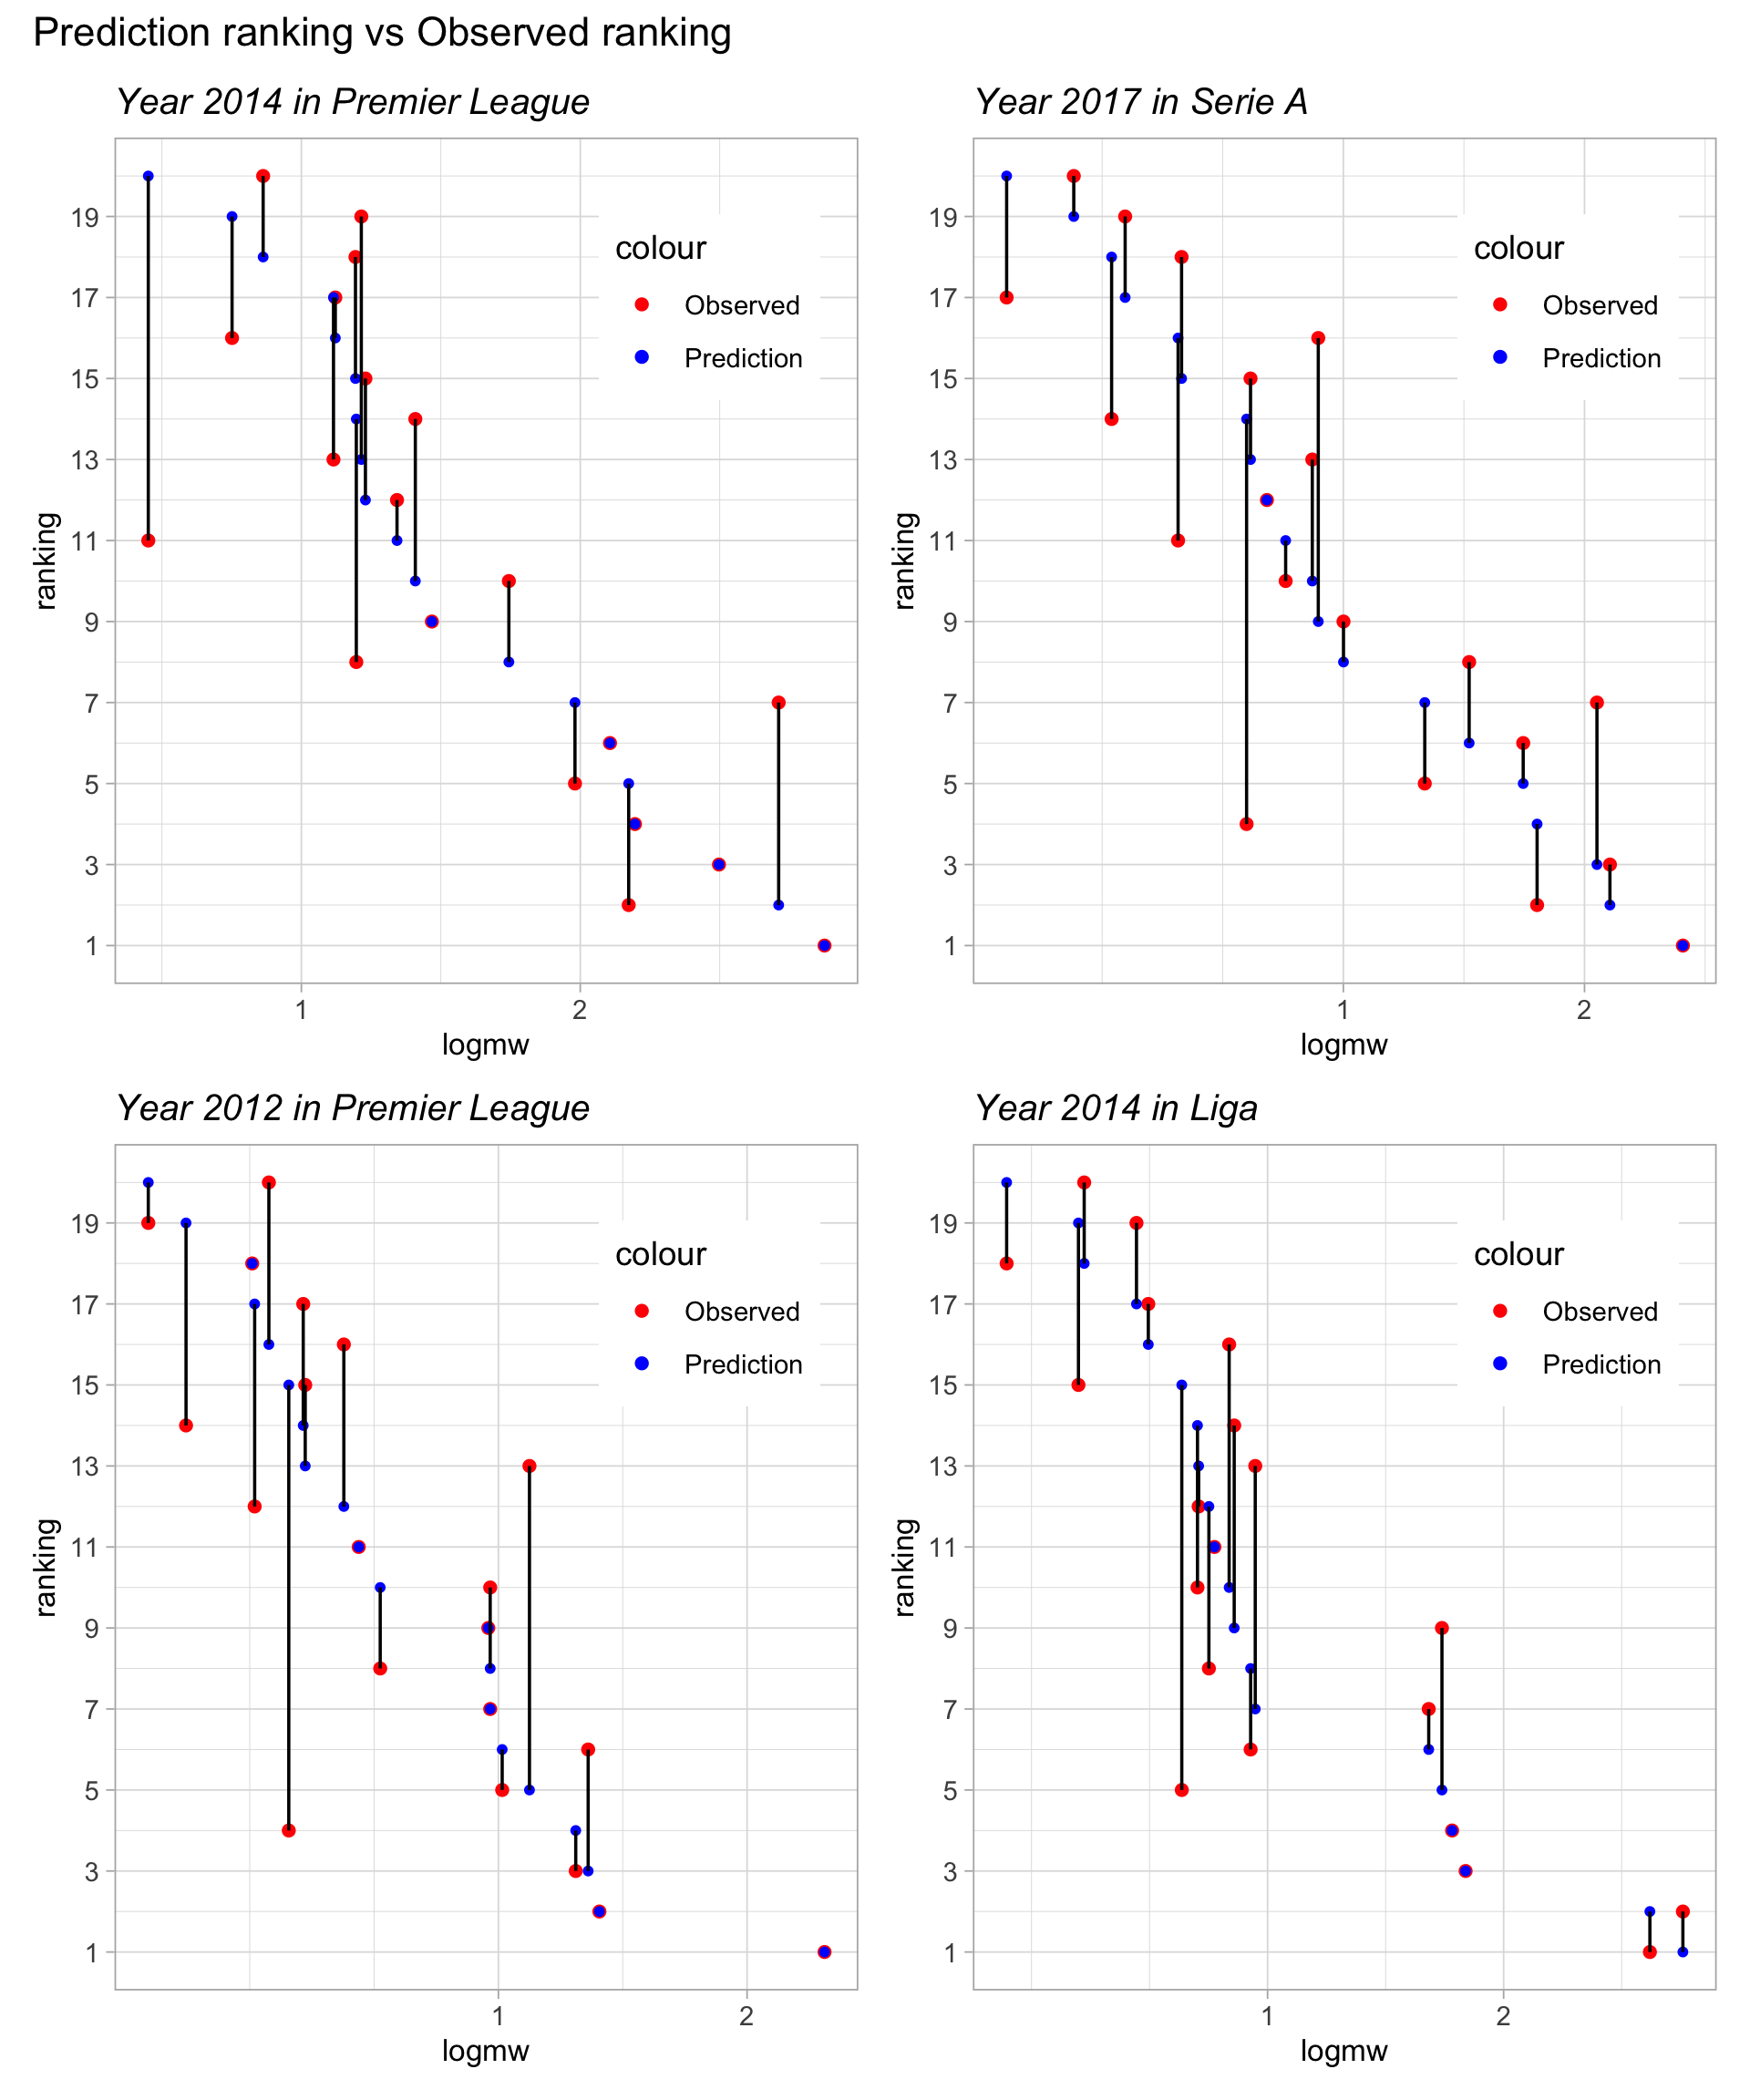 Prediction ranking vs Observed ranking
Year 2014 in Premier League
19
17
15
13
11
9
7
5
3
1
ranking
1 2
logmw
colour
Observed
Prediction
Year 2017 in Serie A
19
17
15
13
11
9
7
5
3
1
ranking
1 2
logmw
colour
Observed
Prediction
Year 2012 in Premier League
19
17
15
13
11
9
7
5
3
1
ranking
1 2
logmw
colour
Observed
Prediction
Year 2014 in Liga
19
17
15
13
11
9
7
5
3
1
ranking
1 2
logmw
colour
Observed
Prediction